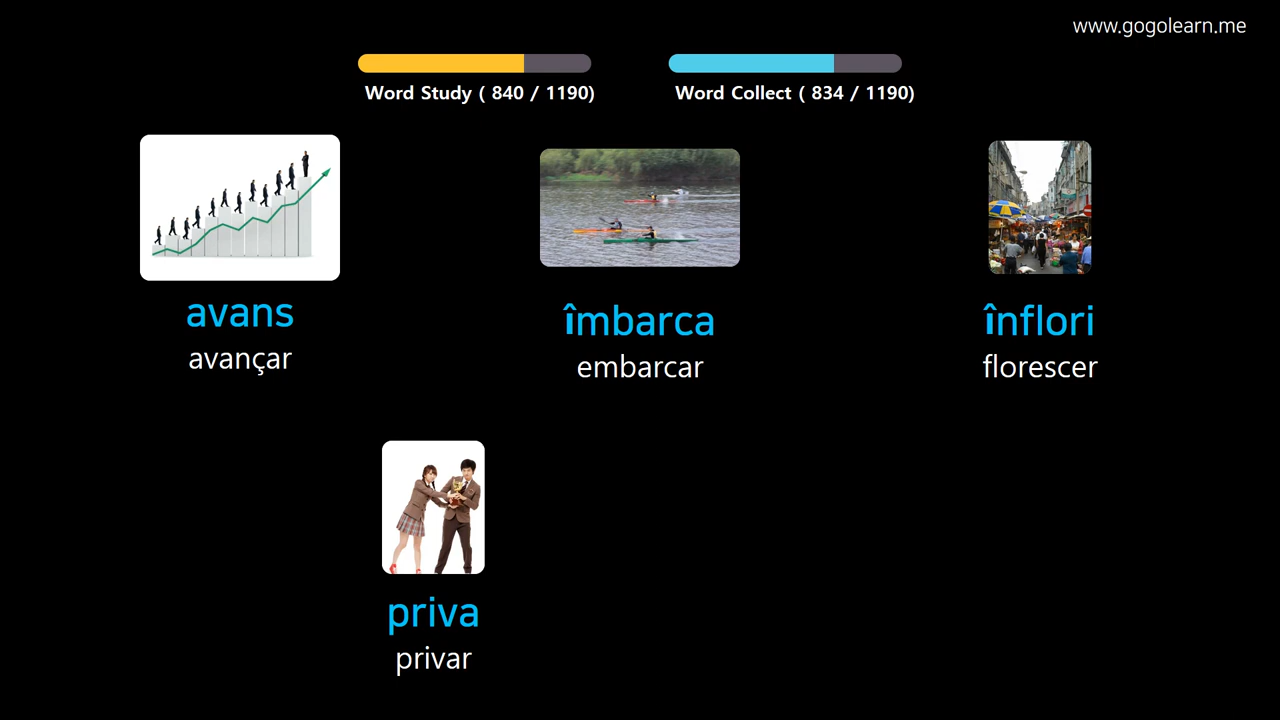 www.gogolearn.me
Word Study ( 840 / 1190)
Word Collect ( 834 / 1190)
avans
avançar
îmbarca
embarcar
înflori
florescer
priva
privar